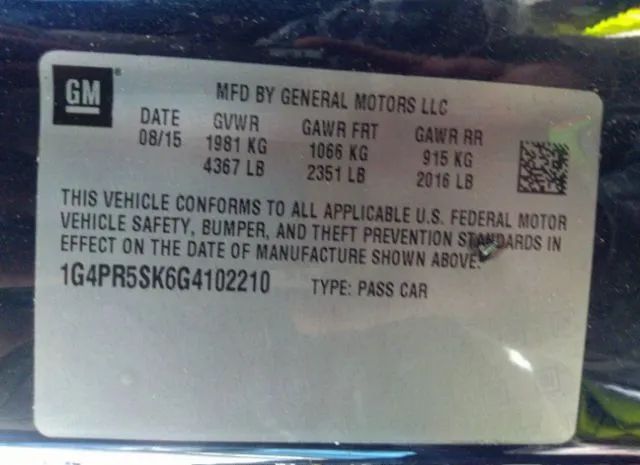 GM®
MFD BY GENERAL MOTORS LLC
DATE GVWR GAWR FRT GAWR RR
08/15 1981 KG 1066 KG 915 KG
4367 LB 2351 LB 2016 LB
THIS VEHICLE CONFORMS TO ALL APPLICABLE U.S. FEDERAL MOTOR
VEHICLE SAFETY, BUMPER, AND THEFT PREVENTION STANDARDS IN
EFFECT ON THE DATE OF MANUFACTURE SHOWN ABOVE.
1G4PR5SK6G4102210 TYPE: PASS CAR